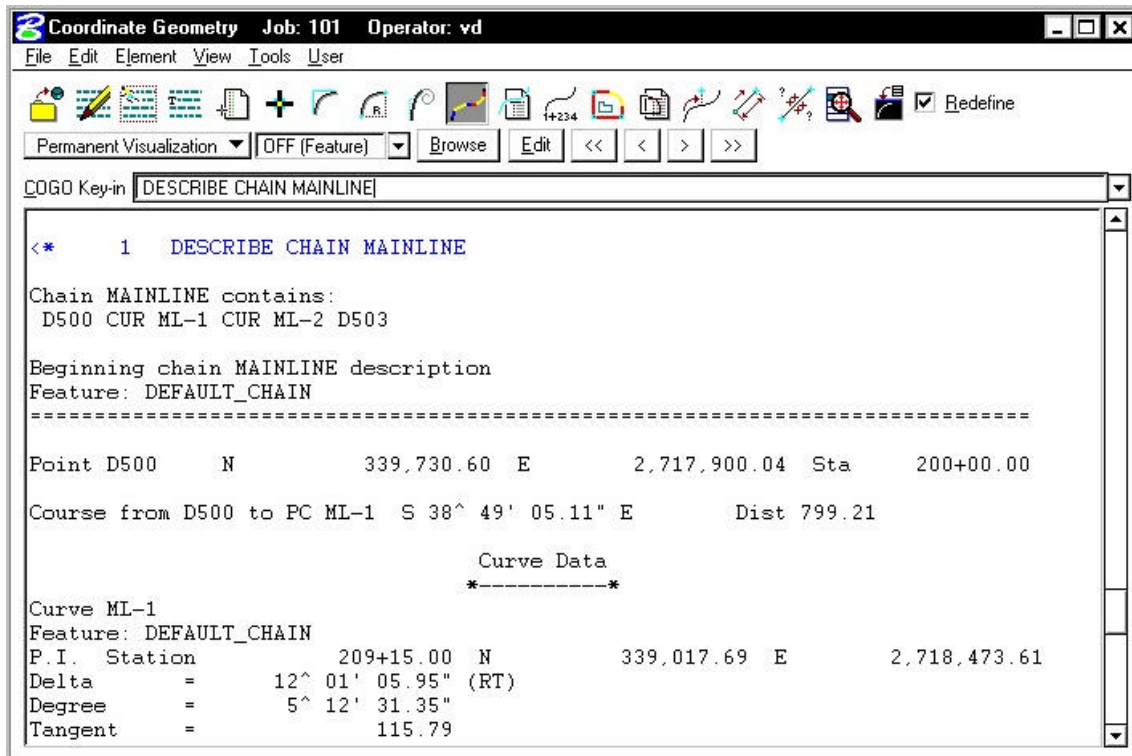 Coordinate Geometry Job: 101 Operator: vd
File Edit Element View Tools User
T R 1+234 ? ? Redefine
Permanent Visualization OFF (Feature) Browse Edit << < > >>
COGO Key-in DESCRIBE CHAIN MAINLINE
<* 1 DESCRIBE CHAIN MAINLINE
Chain MAINLINE contains:
D500 CUR ML-1 CUR ML-2 D503
Beginning chain MAINLINE description
Feature: DEFAULT_CHAIN
==============================================================================
Point D500 N 339,730.60 E 2,717,900.04 Sta 200+00.00
Course from D500 to PC ML-1 S 38^ 49' 05.11" E Dist 799.21
Curve Data
*----------*
Curve ML-1
Feature: DEFAULT_CHAIN
P.I. Station 209+15.00 N 339,017.69 E 2,718,473.61
Delta = 12^ 01' 05.95" (RT)
Degree = 5^ 12' 31.35"
Tangent = 115.79